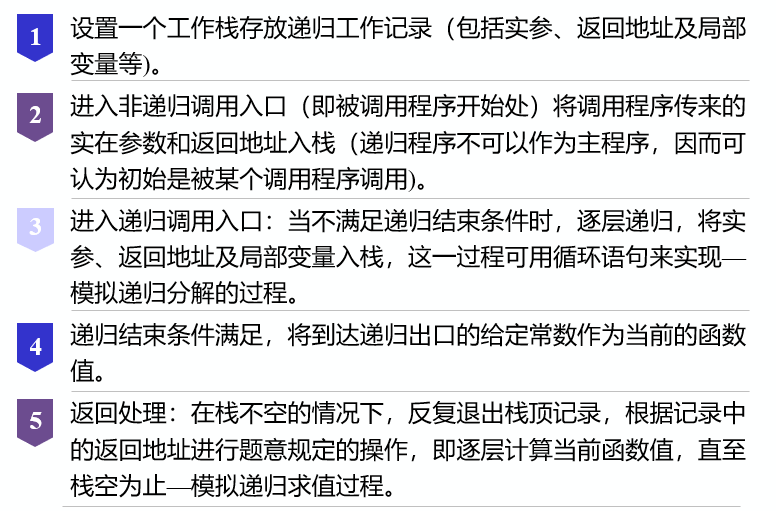 1 设置一个工作栈存放递归工作记录（包括实参、返回地址及局部
变量等)。
2 进入非递归调用入口（即被调用程序开始处）将调用程序传来的
实在参数和返回地址入栈（递归程序不可以作为主程序，因而可
认为初始是被某个调用程序调用)。
3 进入递归调用入口：当不满足递归结束条件时，逐层递归，将实
参、返回地址及局部变量入栈，这一过程可用循环语句来实现—
模拟递归分解的过程。
4 递归结束条件满足，将到达递归出口的给定常数作为当前的函数
值。
5 返回处理：在栈不空的情况下，反复退出栈顶记录，根据记录中
的返回地址进行题意规定的操作，即逐层计算当前函数值，直至
栈空为止—模拟递归求值过程。